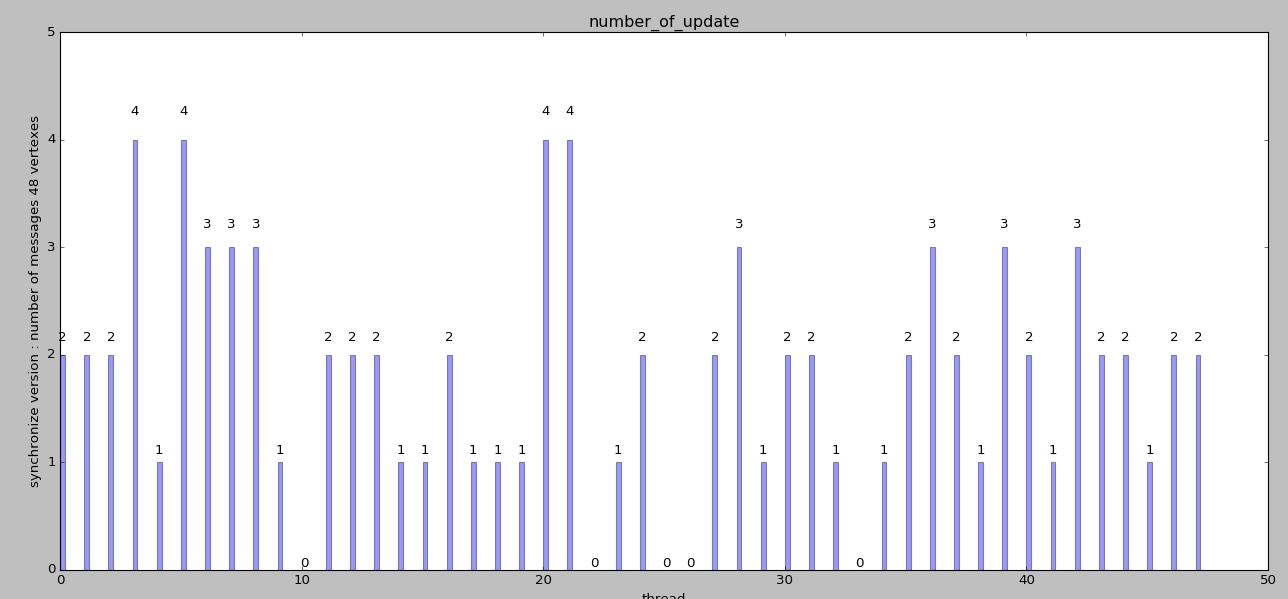 number_of_update
synchronize version : number of messages 48 vertexes
5
4
3
2
1
0
4 4 4 4
3 3 3 3 3 3 3
2 2 2 2 2 2 2 2 2 2 2 2 2 2 2 2 2 2
1 1 1 1 1 1 1 1 1 1 1 1 1 1
0 0 0 0 0
0 10 20 30 40 50
thread